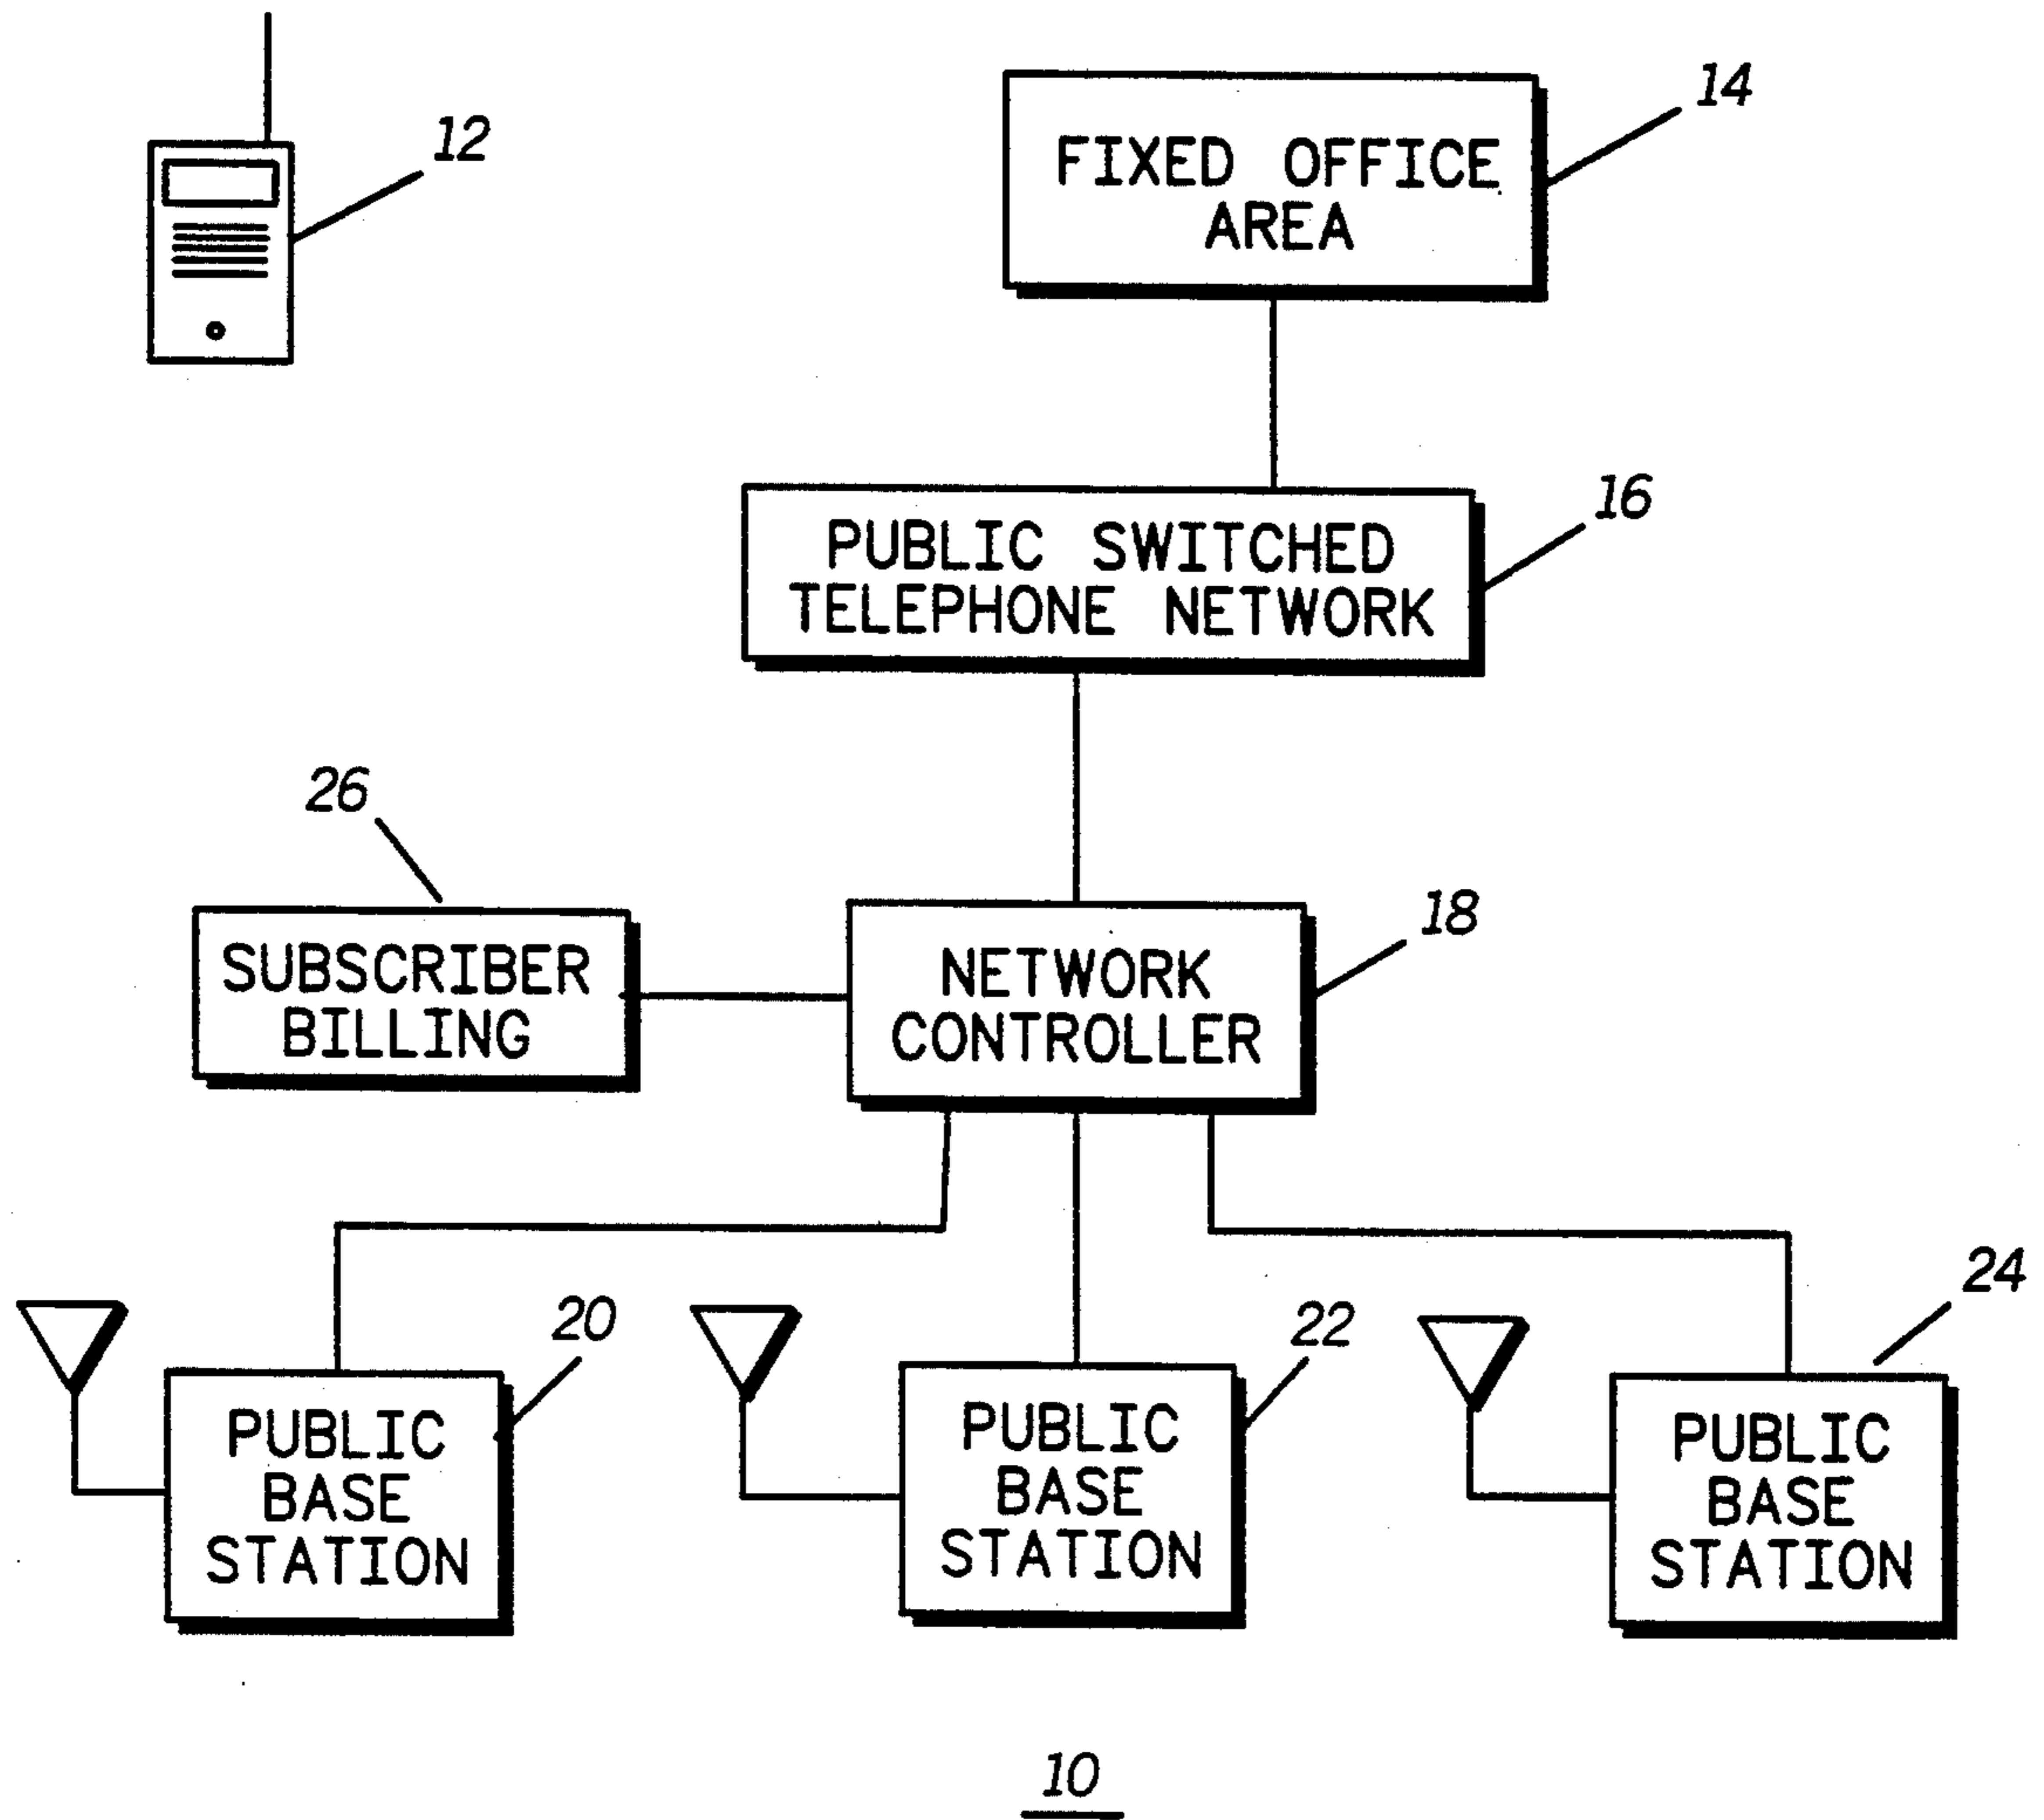 12
14
FIXED OFFICE
AREA
16
PUBLIC SWITCHED
TELEPHONE NETWORK
26
18
SUBSCRIBER
BILLING
NETWORK
CONTROLLER
20
22
24
PUBLIC
BASE
STATION
PUBLIC
BASE
STATION
PUBLIC
BASE
STATION
10